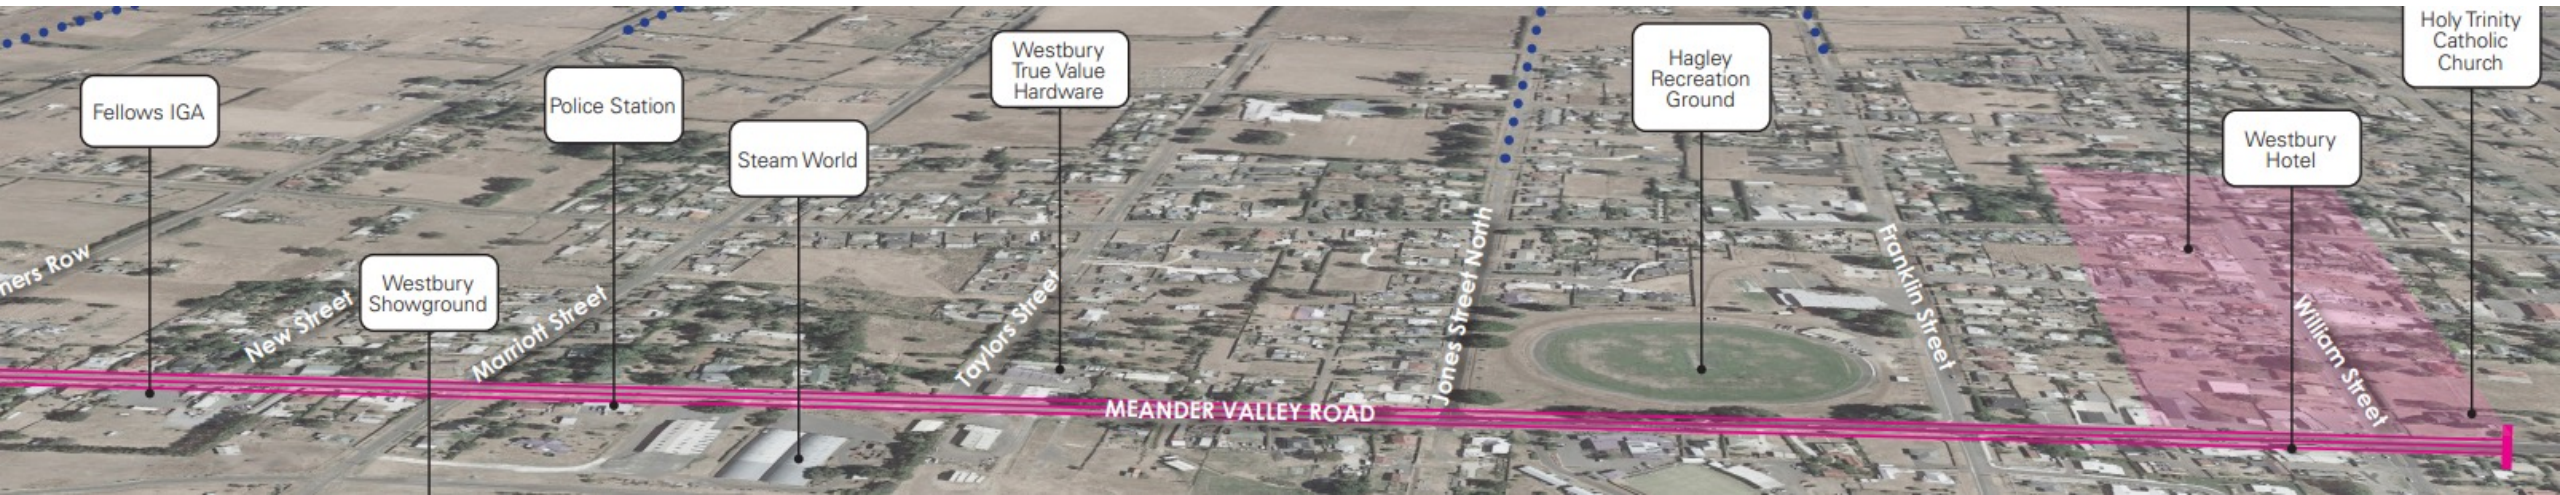 Holy Trinity
Catholic
Church
Westbury
True Value
Hardware
Hagley
Recreation
Ground
Fellows IGA
Police Station
Westbury
Hotel
Steam World
Westbury
Showground
ners Row
New Street
Marriott Street
Taylors Street
Jones Street North
Franklin Street
William Street
MEANDER VALLEY ROAD